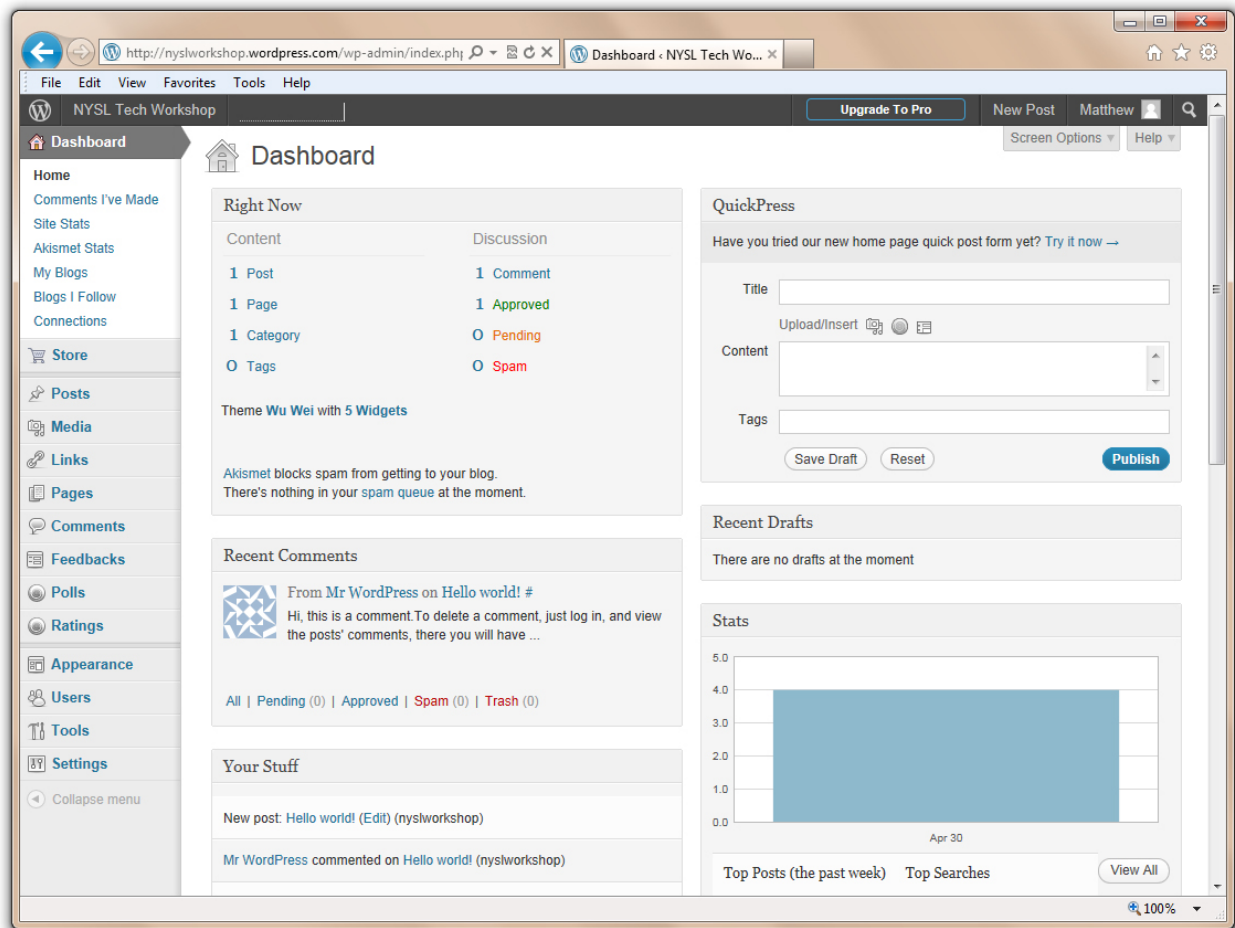 http://nyslworkshop.wordpress.com/wp-admin/index.php
Dashboard ‹ NYSL Tech Wo...
File Edit View Favorites Tools Help
NYSL Tech Workshop
Upgrade To Pro
New Post
Matthew
Dashboard
Home
Comments I've Made
Site Stats
Akismet Stats
My Blogs
Blogs I Follow
Connections
Store
Posts
Media
Links
Pages
Comments
Feedbacks
Polls
Ratings
Appearance
Users
Tools
Settings
Collapse menu
Dashboard
Screen Options
Help
Right Now
Content Discussion
1 Post 1 Comment
1 Page 1 Approved
1 Category 0 Pending
0 Tags 0 Spam
Theme Wu Wei with 5 Widgets
Akismet blocks spam from getting to your blog.
There's nothing in your spam queue at the moment.
Recent Comments
From Mr WordPress on Hello world! #
Hi, this is a comment.To delete a comment, just log in, and view
the posts' comments, there you will have ...
All | Pending (0) | Approved | Spam (0) | Trash (0)
Your Stuff
New post: Hello world! (Edit) (nyslworkshop)
Mr WordPress commented on Hello world! (nyslworkshop)
QuickPress
Have you tried our new home page quick post form yet? Try it now →
Title
Upload/Insert
Content
Tags
Save Draft Reset Publish
Recent Drafts
There are no drafts at the moment
Stats
5.0
4.0
3.0
2.0
1.0
0.0
Apr 30
Top Posts (the past week) Top Searches View All
100%